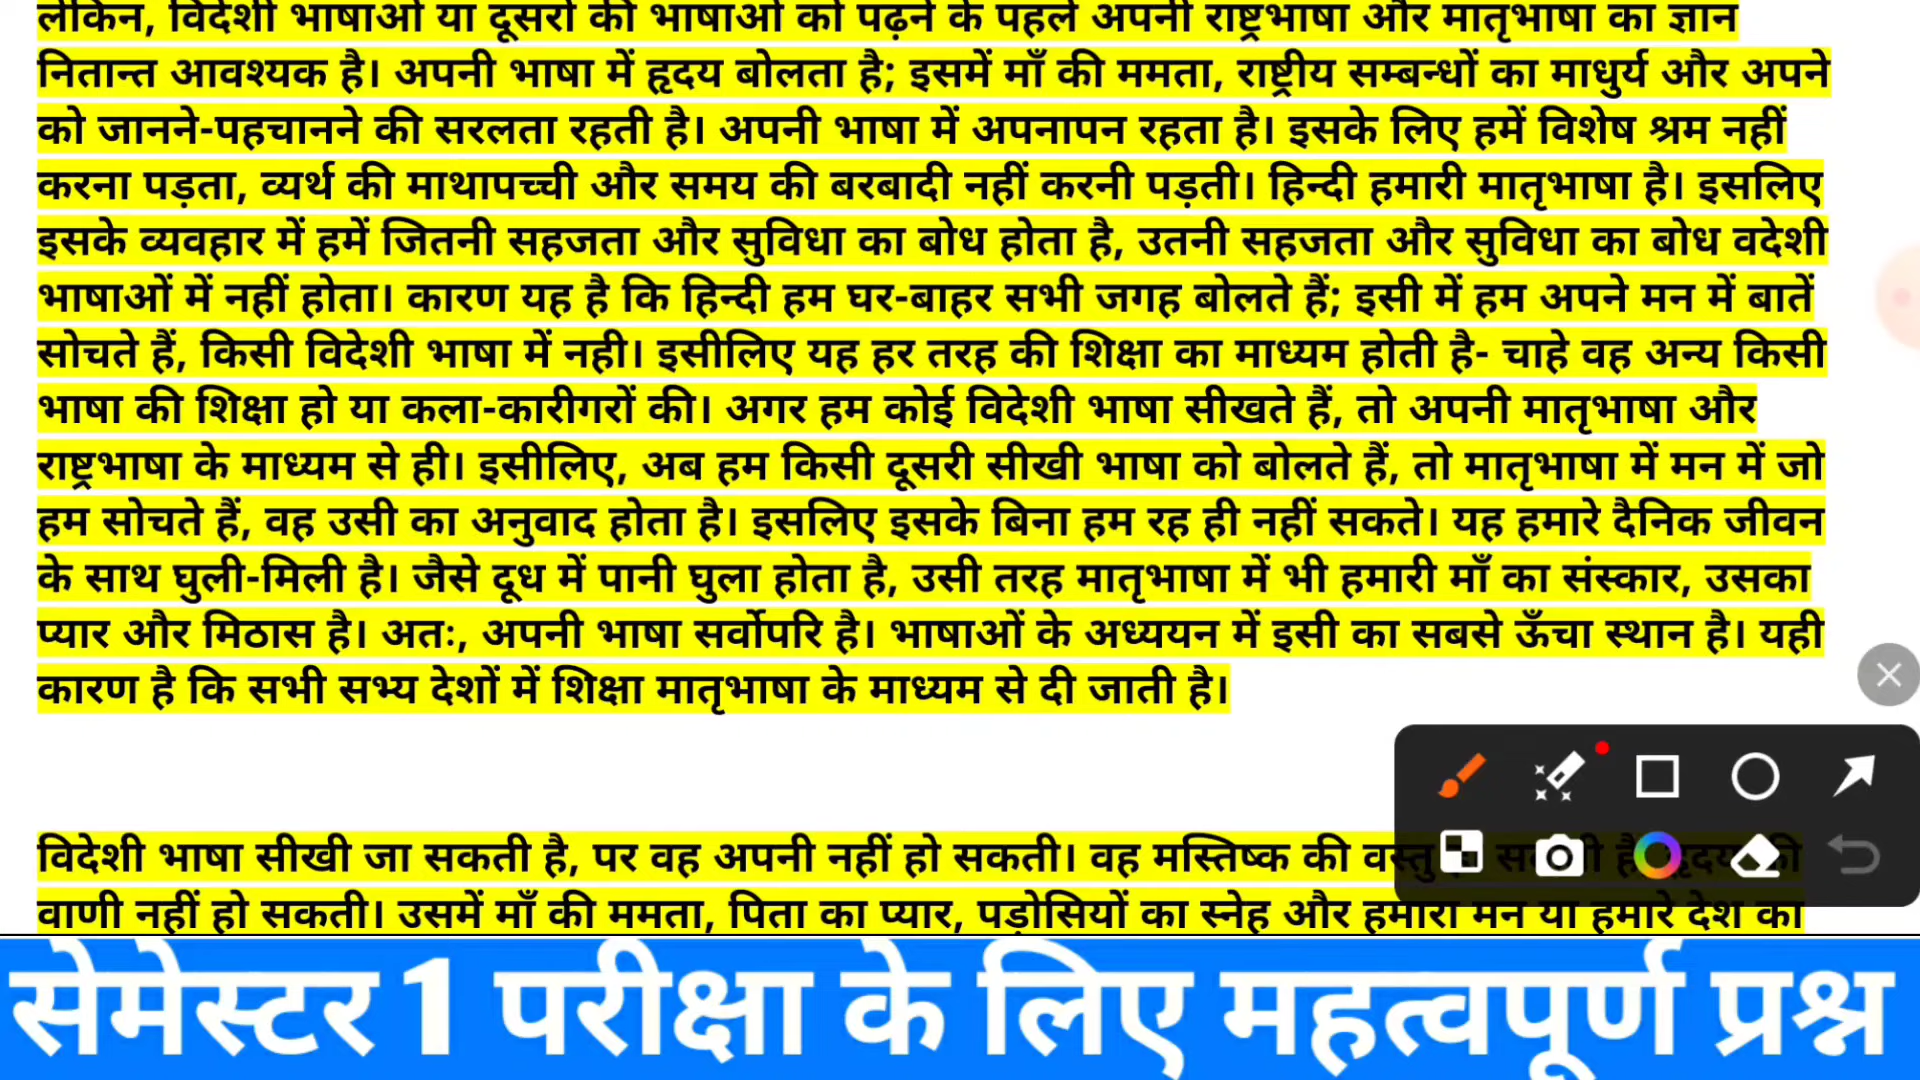 लेकिन, विदेशी भाषाओं या दूसरों की भाषाओं को पढ़ने के पहले अपनी राष्ट्रभाषा और मातृभाषा का ज्ञान
नितान्त आवश्यक है। अपनी भाषा में हृदय बोलता है; इसमें माँ की ममता, राष्ट्रीय सम्बन्धों का माधुर्य और अपने
को जानने-पहचानने की सरलता रहती है। अपनी भाषा में अपनापन रहता है। इसके लिए हमें विशेष श्रम नहीं
करना पड़ता, व्यर्थ की माथापच्ची और समय की बरबादी नहीं करनी पड़ती। हिन्दी हमारी मातृभाषा है। इसलिए
इसके व्यवहार में हमें जितनी सहजता और सुविधा का बोध होता है, उतनी सहजता और सुविधा का बोध वदेशी
भाषाओं में नहीं होता। कारण यह है कि हिन्दी हम घर-बाहर सभी जगह बोलते हैं; इसी में हम अपने मन में बातें
सोचते हैं, किसी विदेशी भाषा में नही। इसीलिए यह हर तरह की शिक्षा का माध्यम होती है- चाहे वह अन्य किसी
भाषा की शिक्षा हो या कला-कारीगरों की। अगर हम कोई विदेशी भाषा सीखते हैं, तो अपनी मातृभाषा और
राष्ट्रभाषा के माध्यम से ही। इसीलिए, अब हम किसी दूसरी सीखी भाषा को बोलते हैं, तो मातृभाषा में मन में जो
हम सोचते हैं, वह उसी का अनुवाद होता है। इसलिए इसके बिना हम रह ही नहीं सकते। यह हमारे दैनिक जीवन
के साथ घुली-मिली है। जैसे दूध में पानी घुला होता है, उसी तरह मातृभाषा में भी हमारी माँ का संस्कार, उसका
प्यार और मिठास है। अतः, अपनी भाषा सर्वोपरि है। भाषाओं के अध्ययन में इसी का सबसे ऊँचा स्थान है। यही
कारण है कि सभी सभ्य देशों में शिक्षा मातृभाषा के माध्यम से दी जाती है।
विदेशी भाषा सीखी जा सकती है, पर वह अपनी नहीं हो सकती। वह मस्तिष्क की वस्तु है हृदय की
वाणी नहीं हो सकती। उसमें माँ की ममता, पिता का प्यार, पड़ोसियों का स्नेह और हमारा मन या हमारे देश का
सेमेस्टर 1 परीक्षा के लिए महत्वपूर्ण प्रश्न